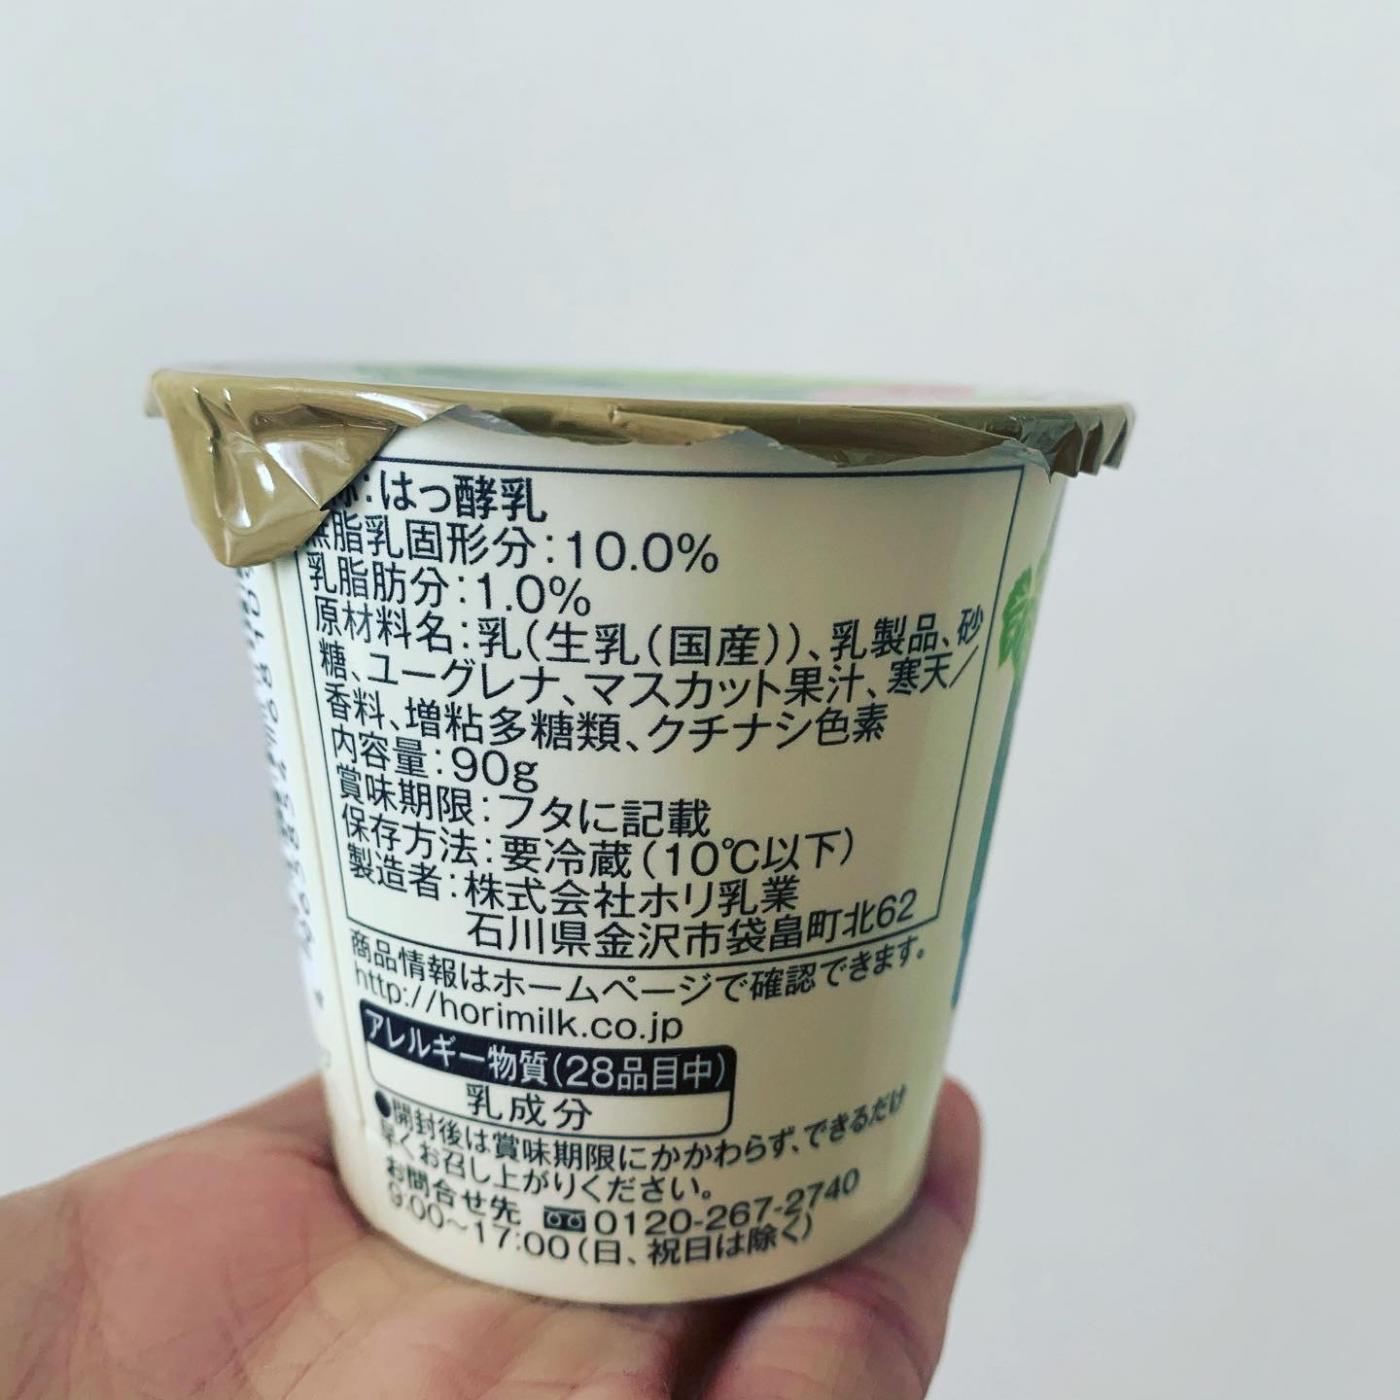 称:はっ酵乳
無脂乳固形分:10.0%
乳脂肪分:1.0%
原材料名:乳(生乳(国産))、乳製品、砂
糖、ユーグレナ、マスカット果汁、寒天/
香料、増粘多糖類、クチナシ色素
内容量:90g
賞味期限:フタに記載
保存方法:要冷蔵(10℃以下)
製造者:株式会社ホリ乳業
石川県金沢市袋畠町北62
商品情報はホームページで確認できます。
http://horimilk.co.jp
アレルギー物質(28品目中)
乳成分
●開封後は賞味期限にかかわらず、できるだけ
早くお召し上がりください。
お問合せ先 0120-267-2740
9:00~17:00(日、祝日は除く)